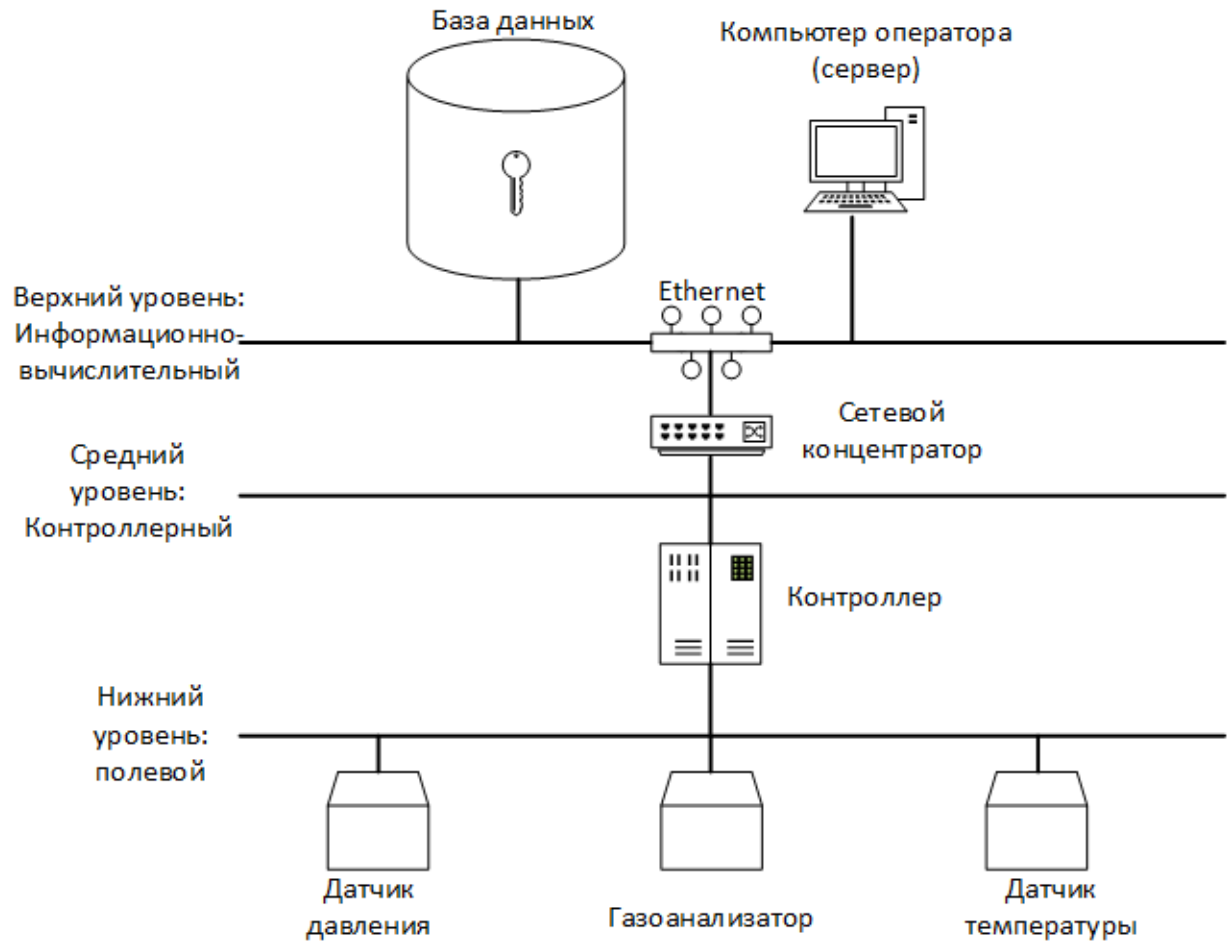 База данных
Компьютер оператора
(сервер)
Верхний уровень:
Информационно-
вычислительный
Ethernet
Сетевой
концентратор
Средний
уровень:
Контроллерный
Контроллер
Нижний
уровень:
полевой
Датчик
давления
Газоанализатор
Датчик
температуры